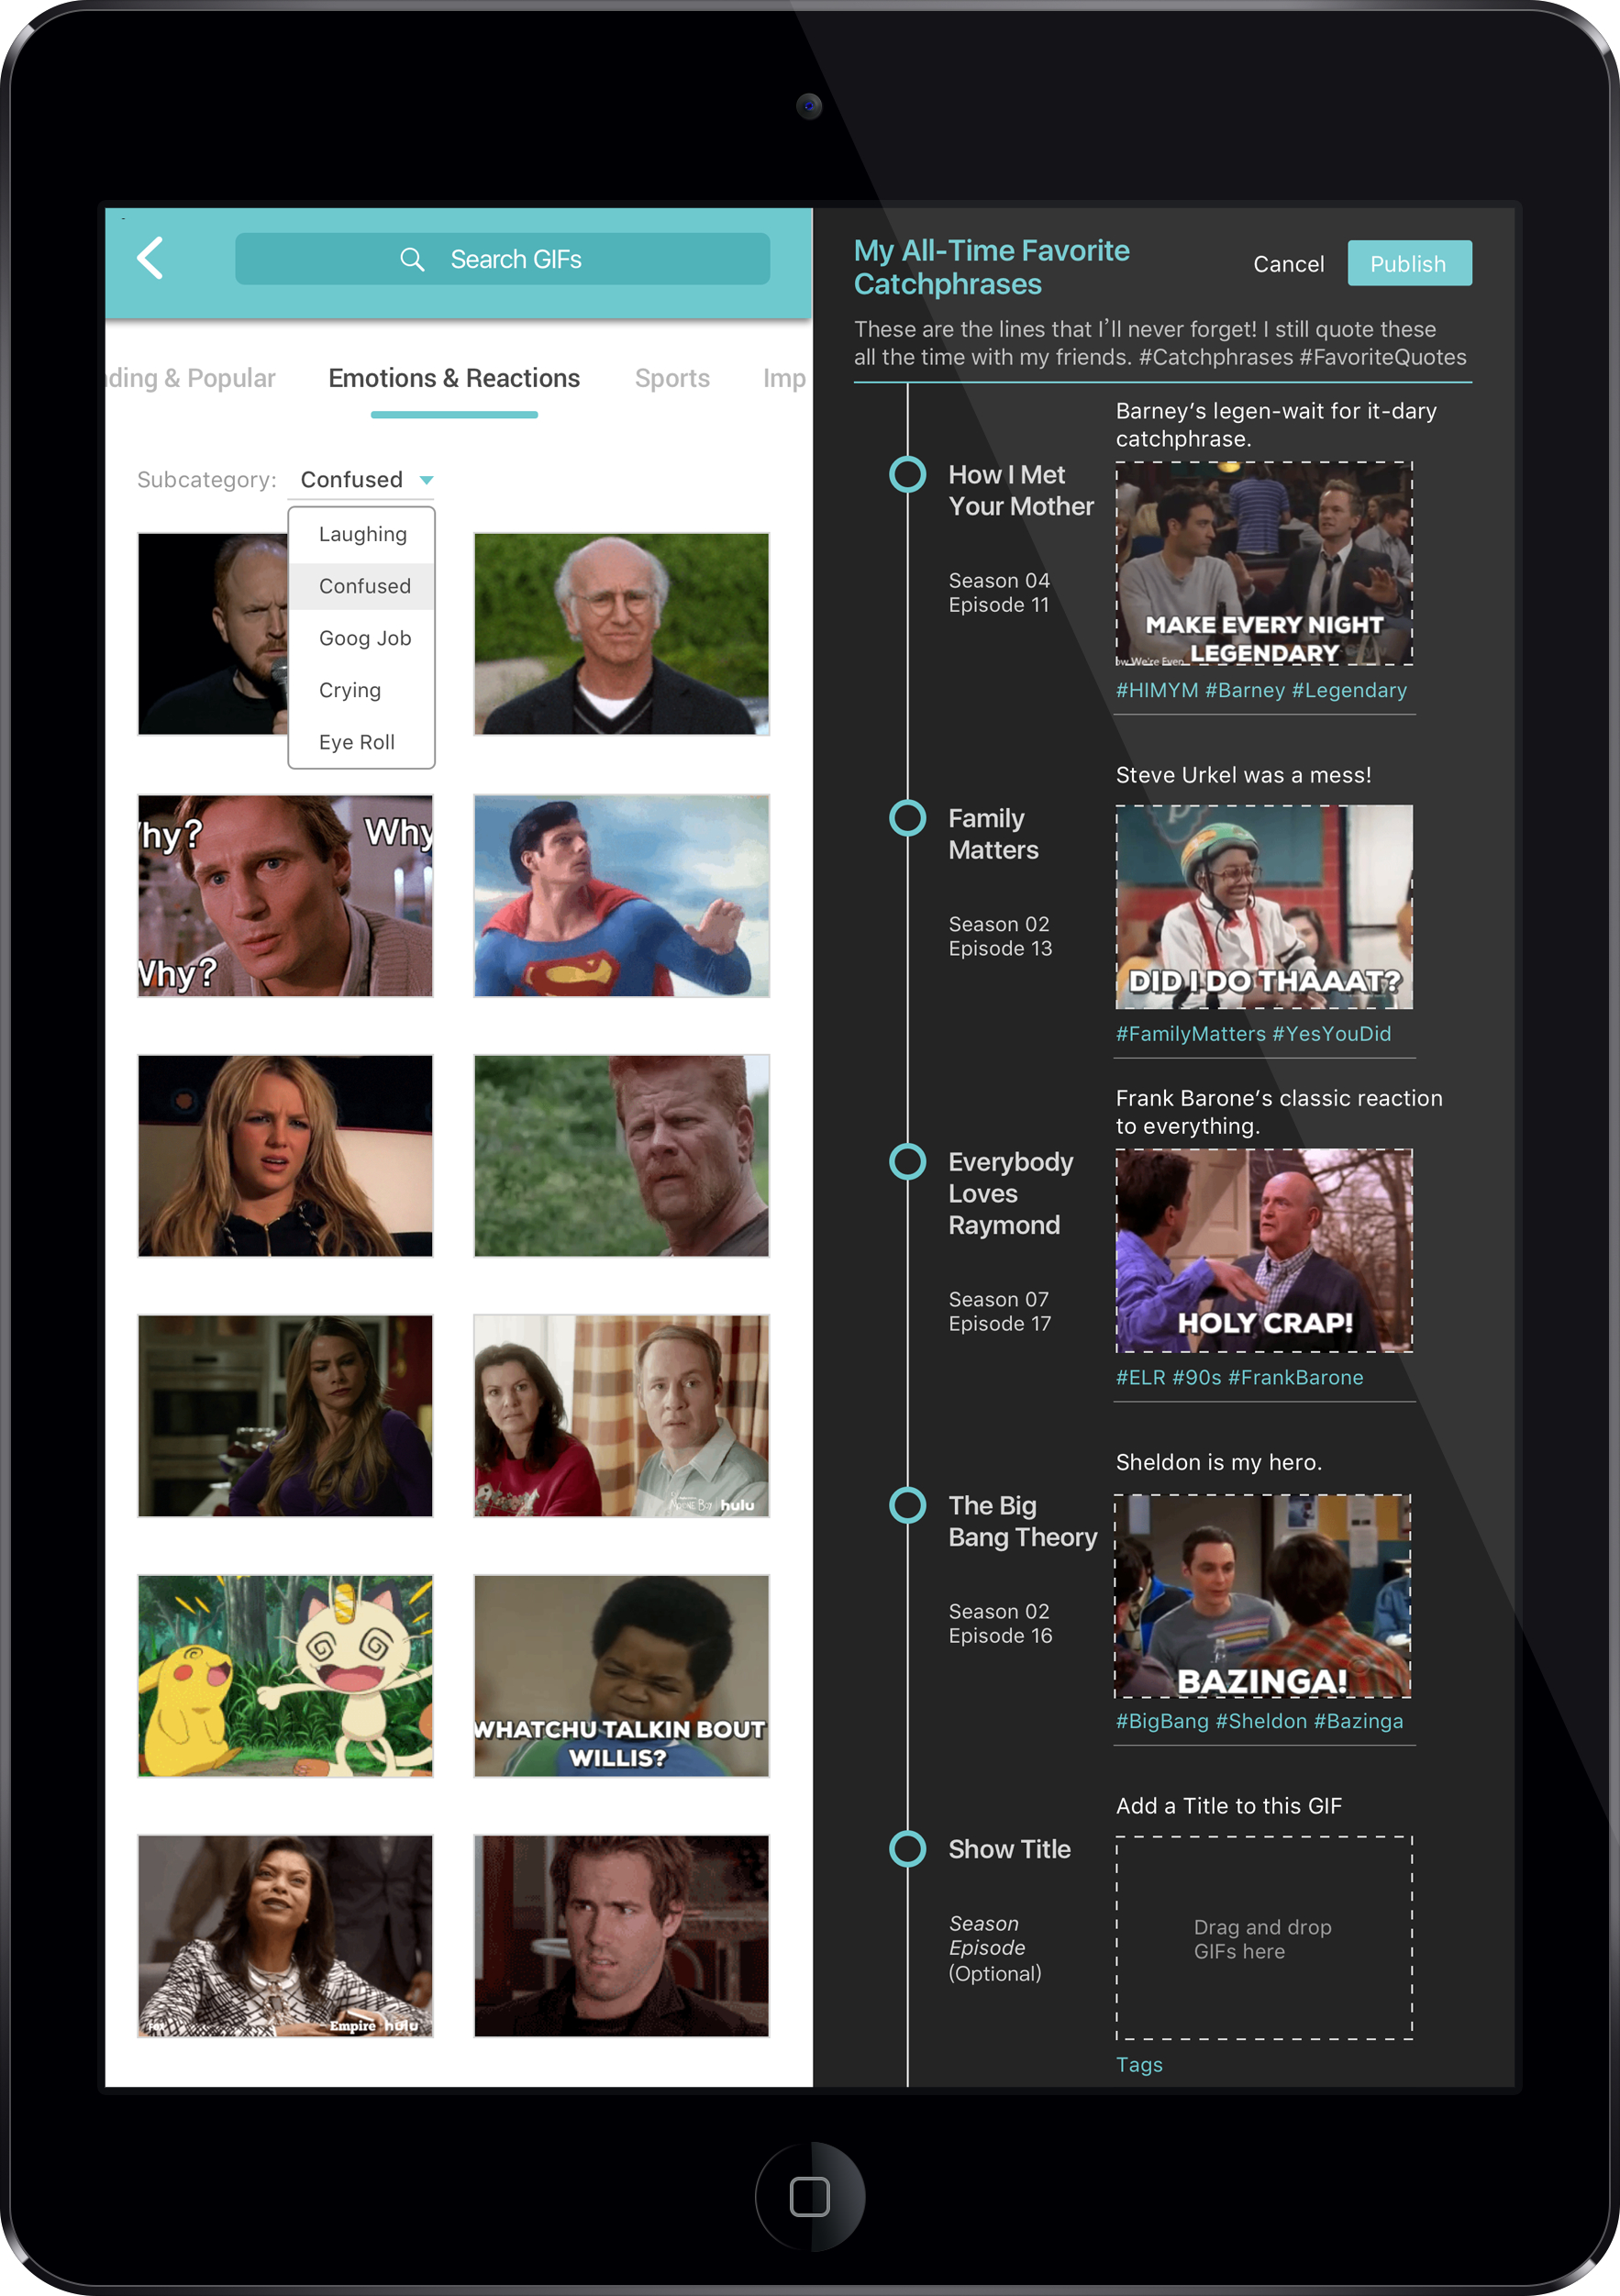 Search GIFs
ding & Popular Emotions & Reactions Sports Imp
Subcategory: Confused
Laughing
Confused
Goog Job
Crying
Eye Roll
hy? Why
Why?
hulu
WHATCHU TALKIN BOUT
WILLIS?
Empire hulu
My All-Time Favorite
Catchphrases
Cancel
Publish
These are the lines that I’ll never forget! I still quote these
all the time with my friends. #Catchphrases #FavoriteQuotes
Barney’s legen-wait for it-dary
catchphrase.
How I Met
Your Mother
Season 04
Episode 11
MAKE EVERY NIGHT
LEGENDARY
ow We're Even
#HIMYM #Barney #Legendary
Steve Urkel was a mess!
Family
Matters
Season 02
Episode 13
DID I DO THAAAT?
#FamilyMatters #YesYouDid
Frank Barone’s classic reaction
to everything.
Everybody
Loves
Raymond
Season 07
Episode 17
HOLY CRAP!
#ELR #90s #FrankBarone
Sheldon is my hero.
The Big
Bang Theory
Season 02
Episode 16
BAZINGA!
#BigBang #Sheldon #Bazinga
Add a Title to this GIF
Show Title
Season
Episode
(Optional)
Drag and drop
GIFs here
Tags